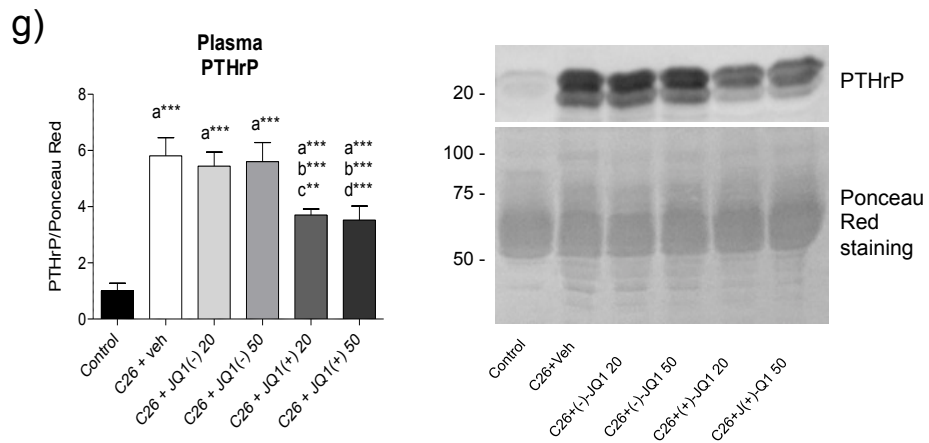 g)
Plasma
PTHrP
PTHrP/Ponceau Red
8
6
4
2
0
a***
a***
a***
a***
b***
c**
a***
b***
d***
Control
C26 + veh
C26 + JQ1(-) 20
C26 + JQ1(-) 50
C26 + JQ1(+) 20
C26 + JQ1(+) 50
20 -
PTHrP
100 -
75 -
50 -
Ponceau
Red
staining
Control
C26+Veh
C26+(-)-JQ1 20
C26+(-)-JQ1 50
C26+(+)-JQ1 20
C26+J(+)-Q1 50